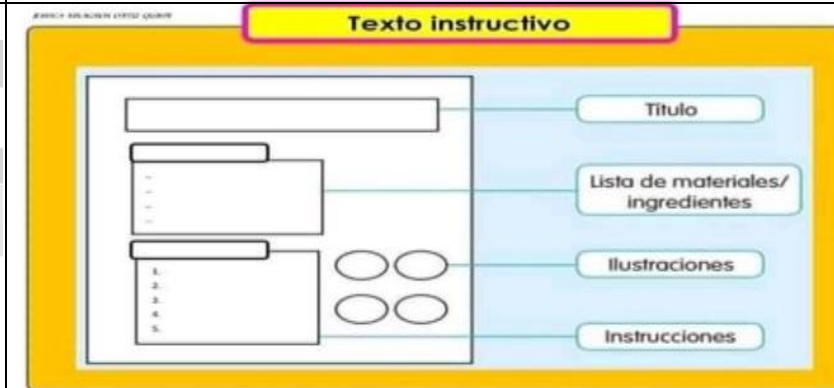 Texto instructivo
Título
Lista de materiales/
ingredientes
1.
2.
3.
4.
5.
Ilustraciones
Instrucciones